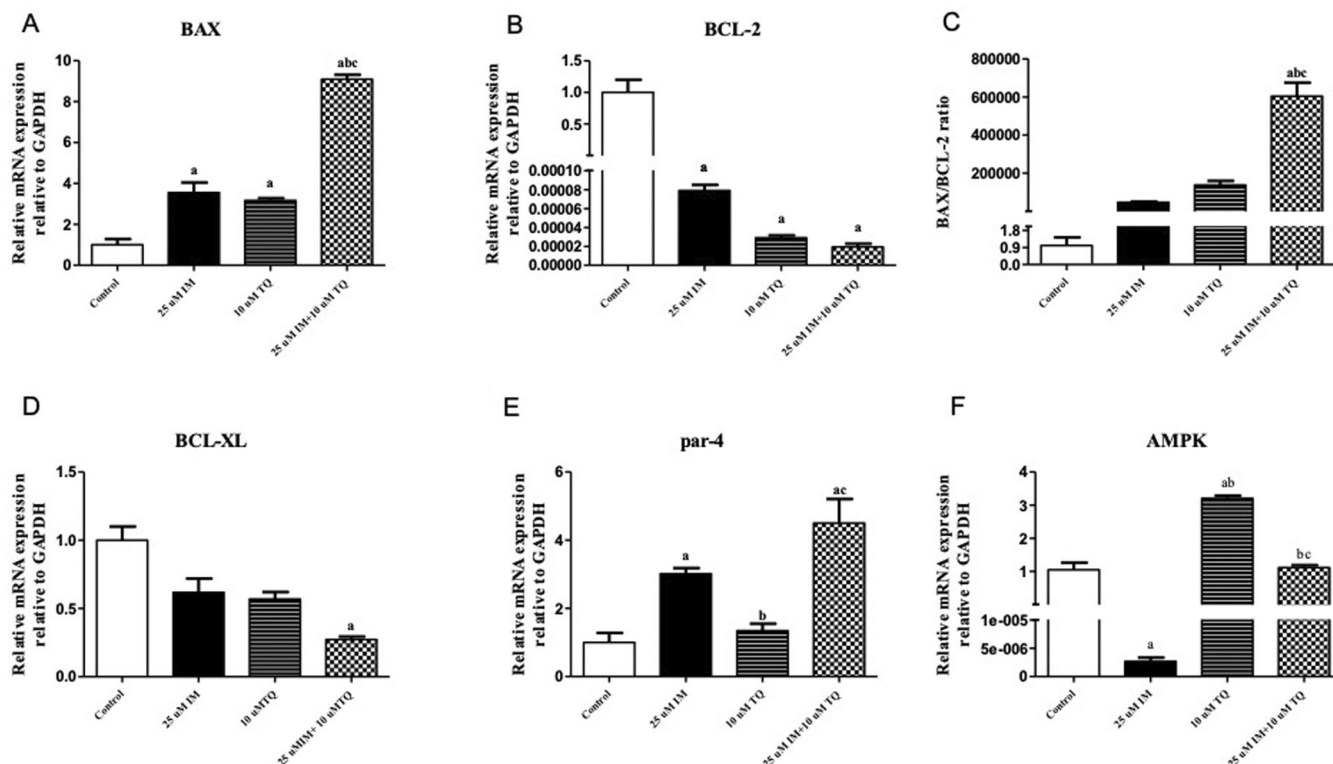 A
BAX
Relative mRNA expression
relative to GAPDH
10
8
6
4
2
0
a
a
abc
Control
25 uM IM
10 uM TQ
25 uM IM+10 uM TQ
B
BCL-2
Relative mRNA expression
relative to GAPDH
1.5
1.0
0.5
0.00010
0.00008
0.00006
0.00004
0.00002
0.00000
a
a
a
Control
25 uM IM
10 uM TQ
25 uM IM+10 uM TQ
C
BAX/BCL-2 ratio
800000
600000
400000
200000
1.8
0.9
0.0
abc
Control
25 uM IM
10 uM TQ
25 uM IM+10 uM TQ
D
BCL-XL
Relative mRNA expression
relative to GAPDH
1.5
1.0
0.5
0.0
a
Control
25 uM IM
10 uMTQ
25 uMIM+ 10 uMTQ
E
par-4
Relative mRNA expression
relative to GAPDH
6
4
2
0
a
b
ac
Control
25 uM IM
10 uM TQ
25 uM IM+10 uM TQ
F
AMPK
Relative mRNA expression
relative to GAPDH
4
3
2
1
1e-005
5e-006
0
a
ab
bc
Control
25 uM IM
10 uM TQ
25 uM IM+10 uM TQ